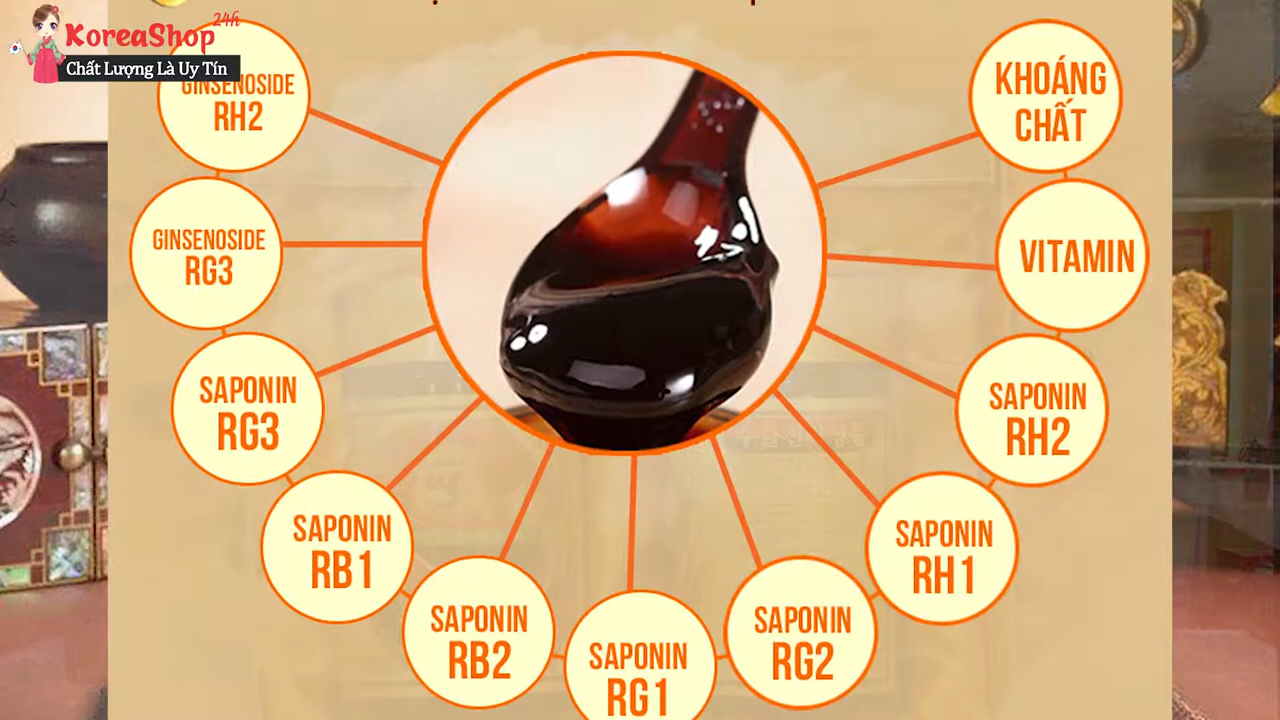 KoreaShop 24h
Chất Lượng Là Uy Tín
GINSENOSIDE
RH2
GINSENOSIDE
RG3
SAPONIN
RG3
SAPONIN
RB1
SAPONIN
RB2
SAPONIN
RG1
SAPONIN
RG2
SAPONIN
RH1
SAPONIN
RH2
VITAMIN
KHOÁNG
CHẤT